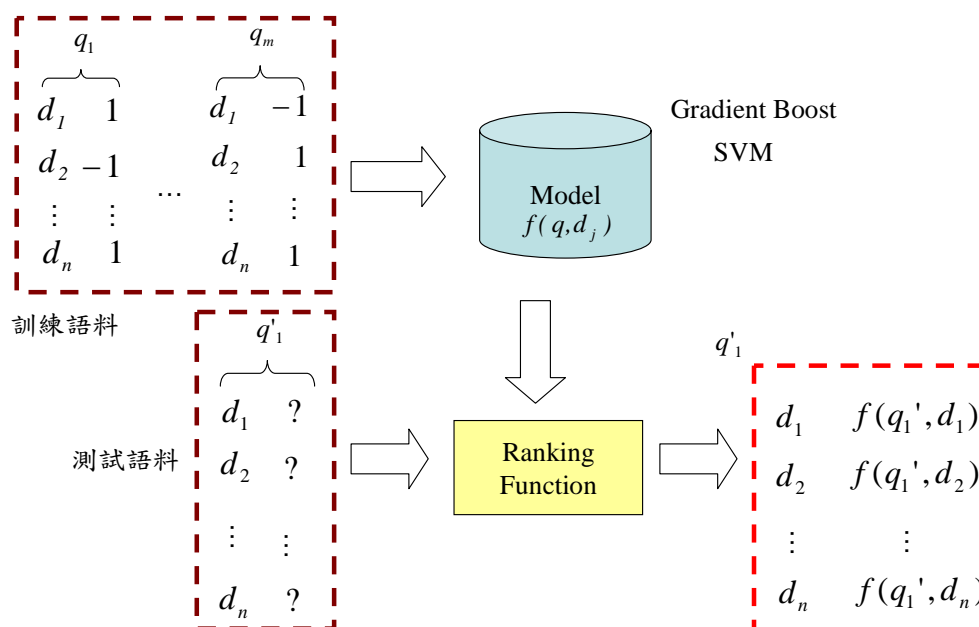 q₁ qₘ
d₁ 1 d₁ −1
d₂ −1 d₂ 1
⋮ ⋮ … ⋮ ⋮
dₙ 1 dₙ 1
訓練語料
Gradient Boost
SVM
Model
f(q,dⱼ)
q'₁
d₁ ?
d₂ ?
⋮ ⋮
dₙ ?
測試語料
Ranking
Function
q'₁
d₁ f(q₁',d₁)
d₂ f(q₁',d₂)
⋮ ⋮
dₙ f(q₁',dₙ)